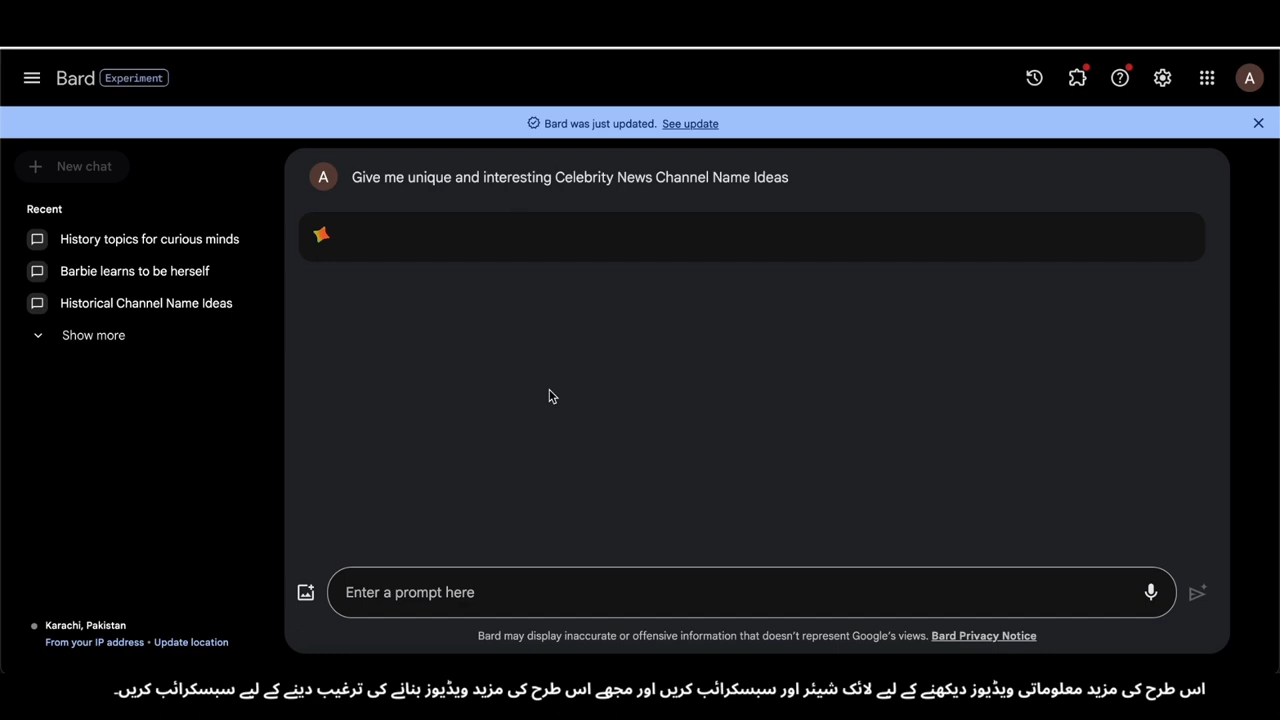 Bard Experiment
A
Bard was just updated. See update
New chat
A Give me unique and interesting Celebrity News Channel Name Ideas
Recent
History topics for curious minds
Barbie learns to be herself
Historical Channel Name Ideas
Show more
Enter a prompt here
Karachi, Pakistan
From your IP address • Update location
Bard may display inaccurate or offensive information that doesn't represent Google's views. Bard Privacy Notice
اس طرح کی مزید معلوماتی ویڈیوز دیکھنے کے لیے لائک شیئر اور سبسکرائب کریں اور مجھے اس طرح کی مزید ویڈیوز بنانے کی ترغیب دینے کے لیے سبسکرائب کریں۔